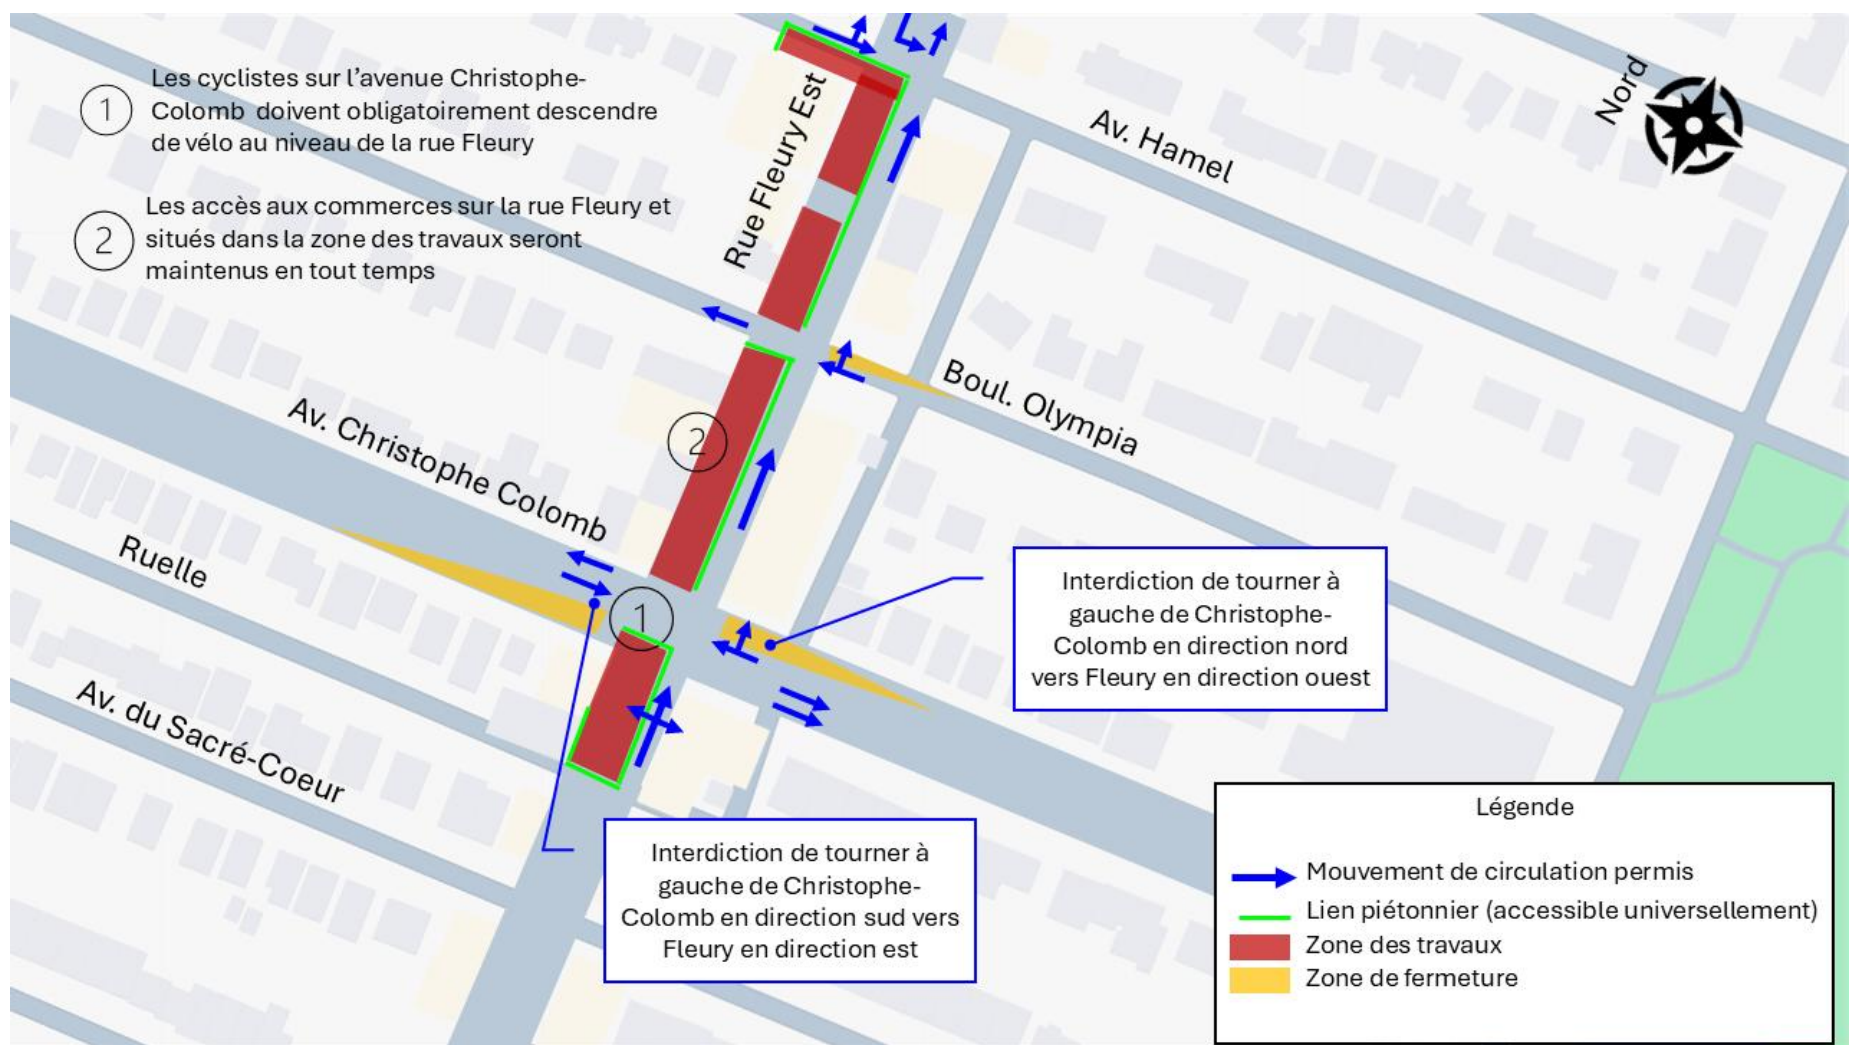 1
Les cyclistes sur l’avenue Christophe-
Colomb doivent obligatoirement descendre
de vélo au niveau de la rue Fleury
2
Les accès aux commerces sur la rue Fleury et
situés dans la zone des travaux seront
maintenus en tout temps
Rue Fleury Est
Av. Hamel
Nord
Boul. Olympia
Av. Christophe Colomb
2
Ruelle
1
Av. du Sacré-Coeur
Interdiction de tourner à
gauche de Christophe-
Colomb en direction nord
vers Fleury en direction ouest
Interdiction de tourner à
gauche de Christophe-
Colomb en direction sud vers
Fleury en direction est
Légende
Mouvement de circulation permis
Lien piétonnier (accessible universellement)
Zone des travaux
Zone de fermeture